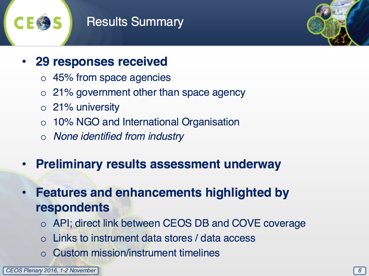 CEOS
Results Summary
• 29 responses received
o 45% from space agencies
o 21% government other than space agency
o 21% university
o 10% NGO and International Organisation
o None identified from industry
• Preliminary results assessment underway
• Features and enhancements highlighted by
respondents
o API; direct link between CEOS DB and COVE coverage
o Links to instrument data stores / data access
o Custom mission/instrument timelines
CEOS Plenary 2016, 1-2 November
6